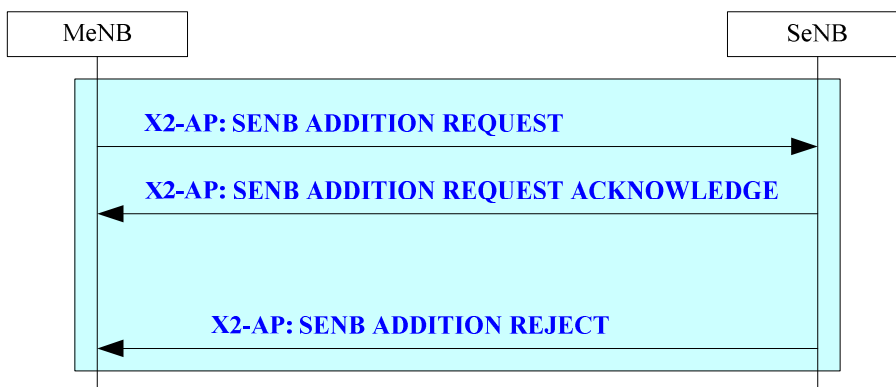 MeNB
SeNB
X2-AP: SENB ADDITION REQUEST
X2-AP: SENB ADDITION REQUEST ACKNOWLEDGE
X2-AP: SENB ADDITION REJECT